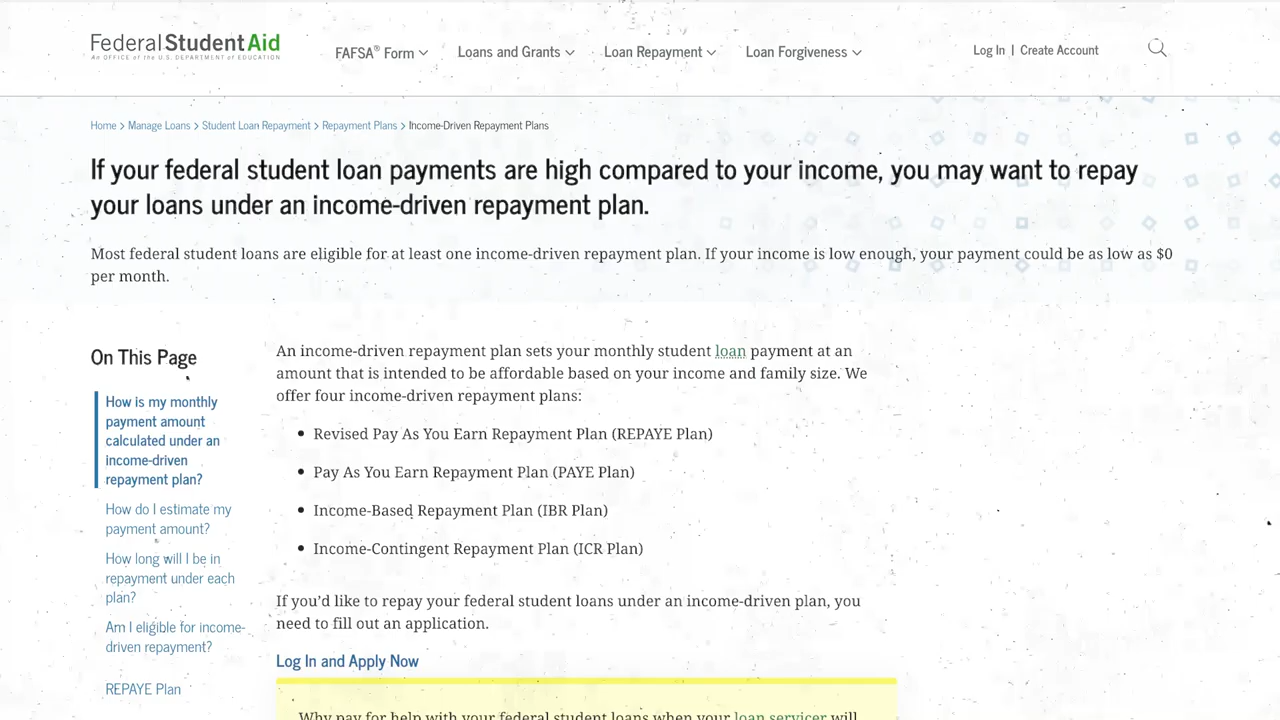 Federal Student Aid
An OFFICE of the U.S. DEPARTMENT of EDUCATION
FAFSA® Form
Loans and Grants
Loan Repayment
Loan Forgiveness
Log In | Create Account
Home > Manage Loans > Student Loan Repayment > Repayment Plans > Income-Driven Repayment Plans
If your federal student loan payments are high compared to your income, you may want to repay
your loans under an income-driven repayment plan.
Most federal student loans are eligible for at least one income-driven repayment plan. If your income is low enough, your payment could be as low as $0
per month.
On This Page
How is my monthly
payment amount
calculated under an
income-driven
repayment plan?
How do I estimate my
payment amount?
How long will I be in
repayment under each
plan?
Am I eligible for income-
driven repayment?
REPAYE Plan
An income-driven repayment plan sets your monthly student loan payment at an
amount that is intended to be affordable based on your income and family size. We
offer four income-driven repayment plans:
• Revised Pay As You Earn Repayment Plan (REPAYE Plan)
• Pay As You Earn Repayment Plan (PAYE Plan)
• Income-Based Repayment Plan (IBR Plan)
• Income-Contingent Repayment Plan (ICR Plan)
If you’d like to repay your federal student loans under an income-driven plan, you
need to fill out an application.
Log In and Apply Now
Why pay for help with your federal student loans when your loan servicer will